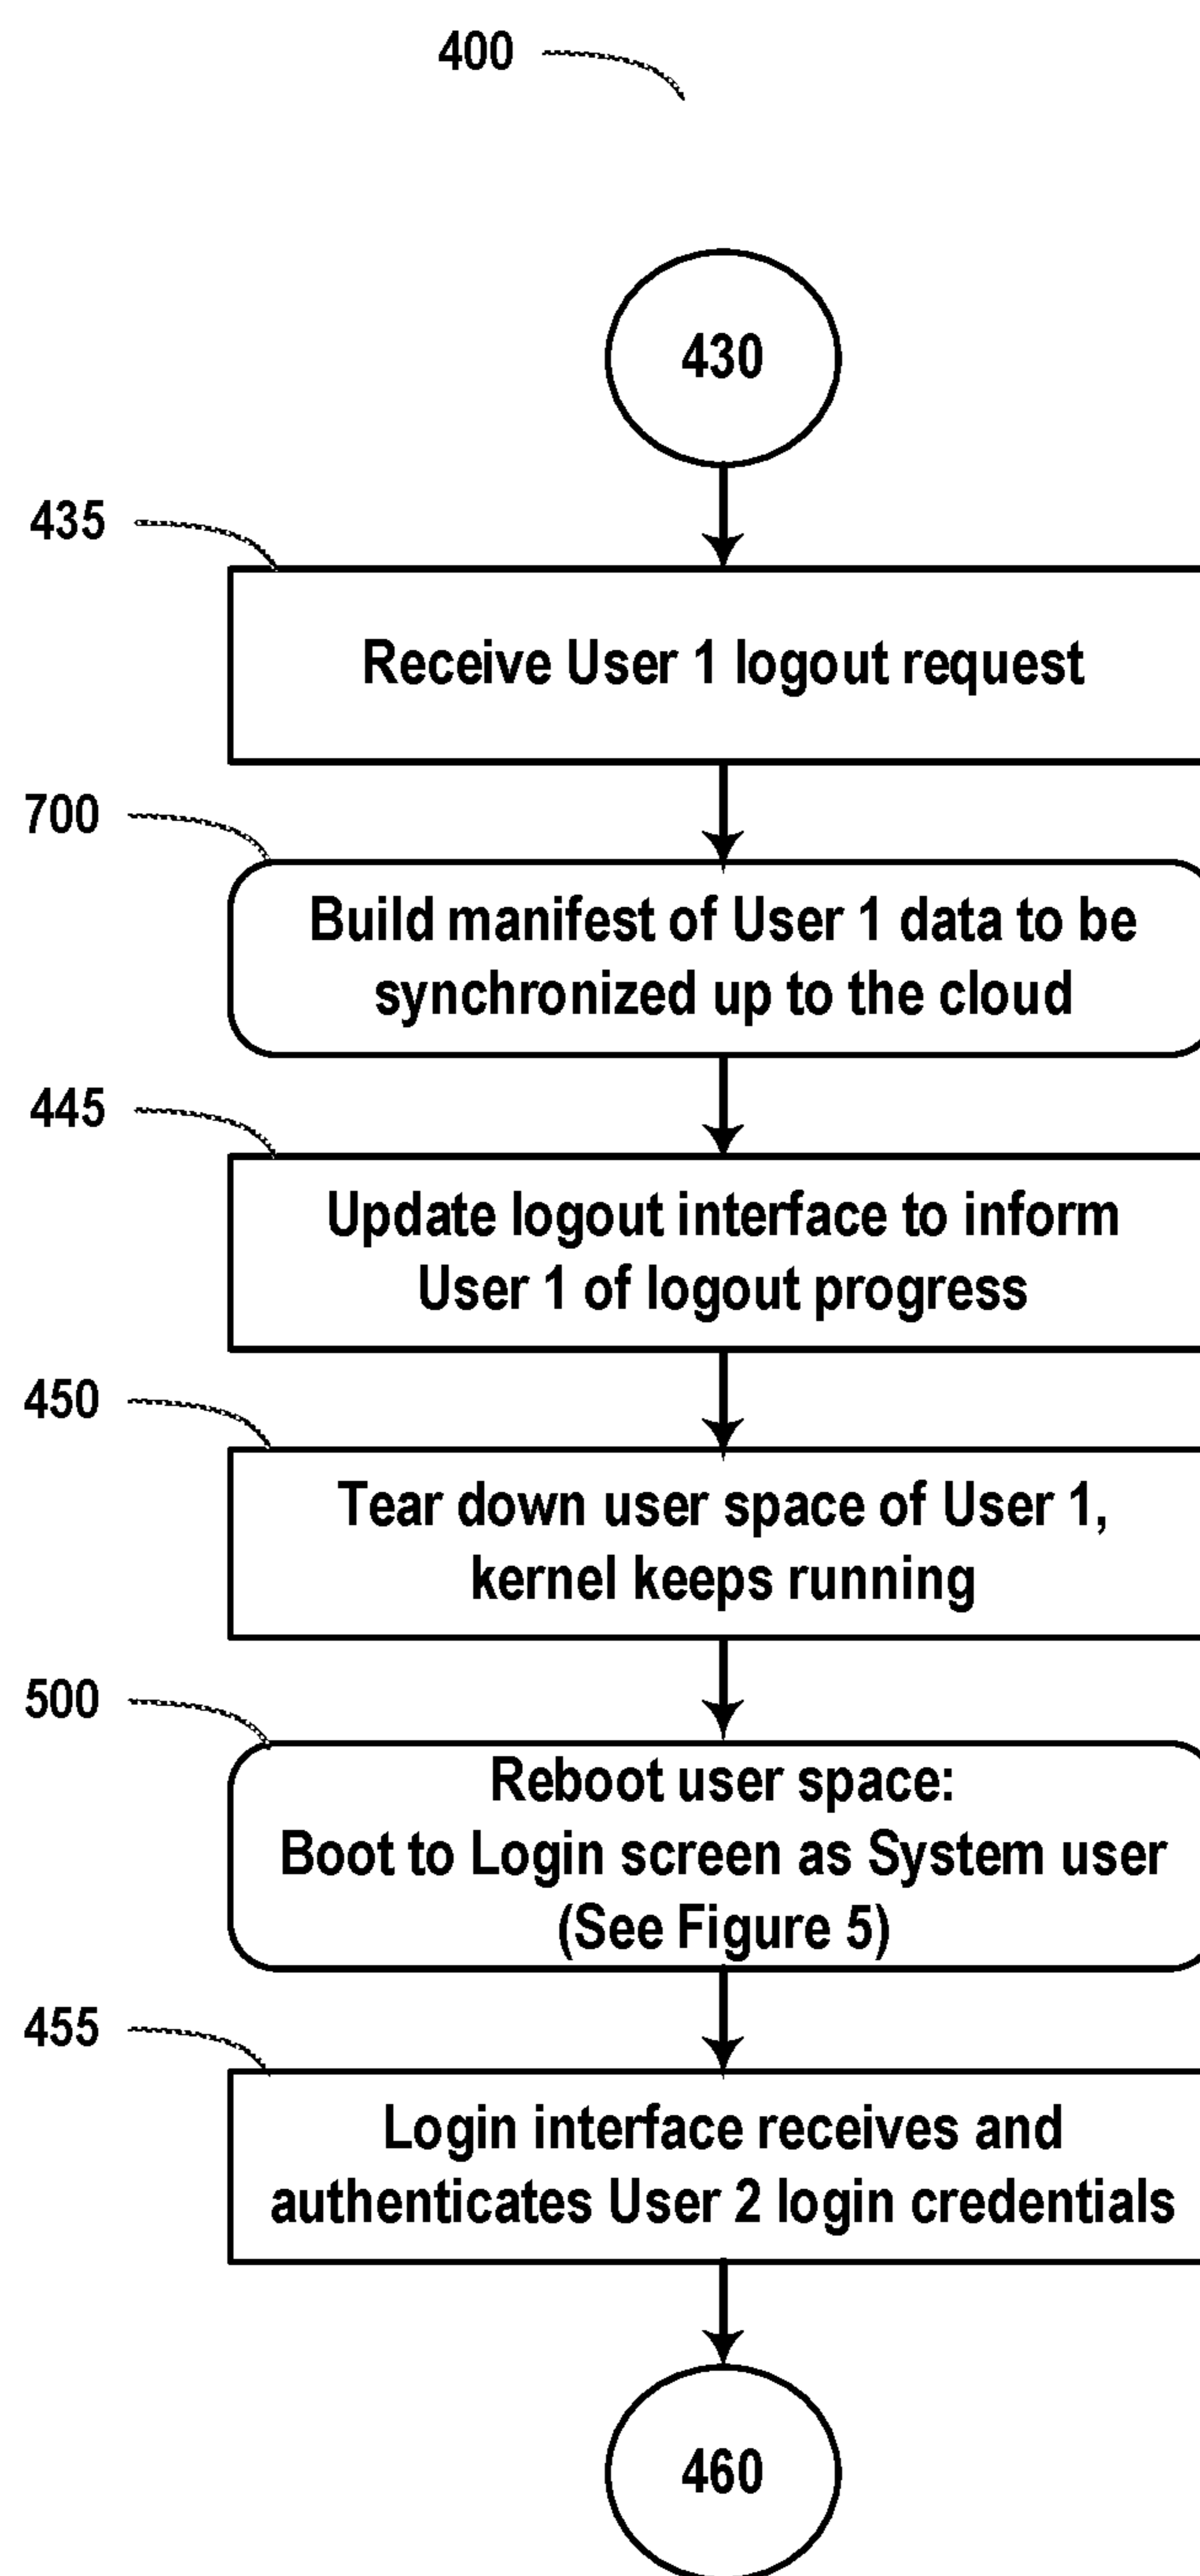 400
430
435
Receive User 1 logout request
700
Build manifest of User 1 data to be
synchronized up to the cloud
445
Update logout interface to inform
User 1 of logout progress
450
Tear down user space of User 1,
kernel keeps running
500
Reboot user space:
Boot to Login screen as System user
(See Figure 5)
455
Login interface receives and
authenticates User 2 login credentials
460